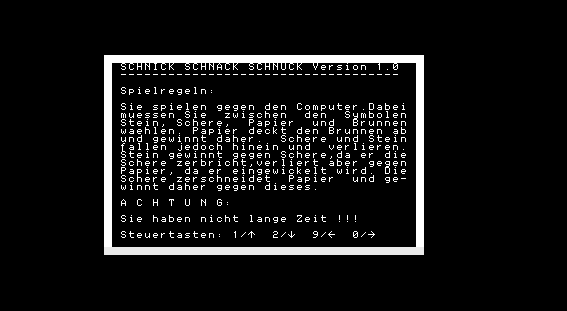 SCHNICK SCHNACK SCHNUCK Version 1.0
-----------------------------------
Spielregeln:
Sie spielen gegen den Computer.Dabei
muessen Sie zwischen den Symbolen
Stein, Schere, Papier und Brunnen
waehlen. Papier deckt den Brunnen ab
und gewinnt daher. Schere und Stein
fallen jedoch hinein und verlieren.
Stein gewinnt gegen Schere,da er die
Schere zerbricht,verliert aber gegen
Papier, da er eingewickelt wird. Die
Schere zerschneidet Papier und ge-
winnt daher gegen dieses.
A C H T U N G:
Sie haben nicht lange Zeit !!!
Steuertasten: 1/↑ 2/↓ 9/← 0/→